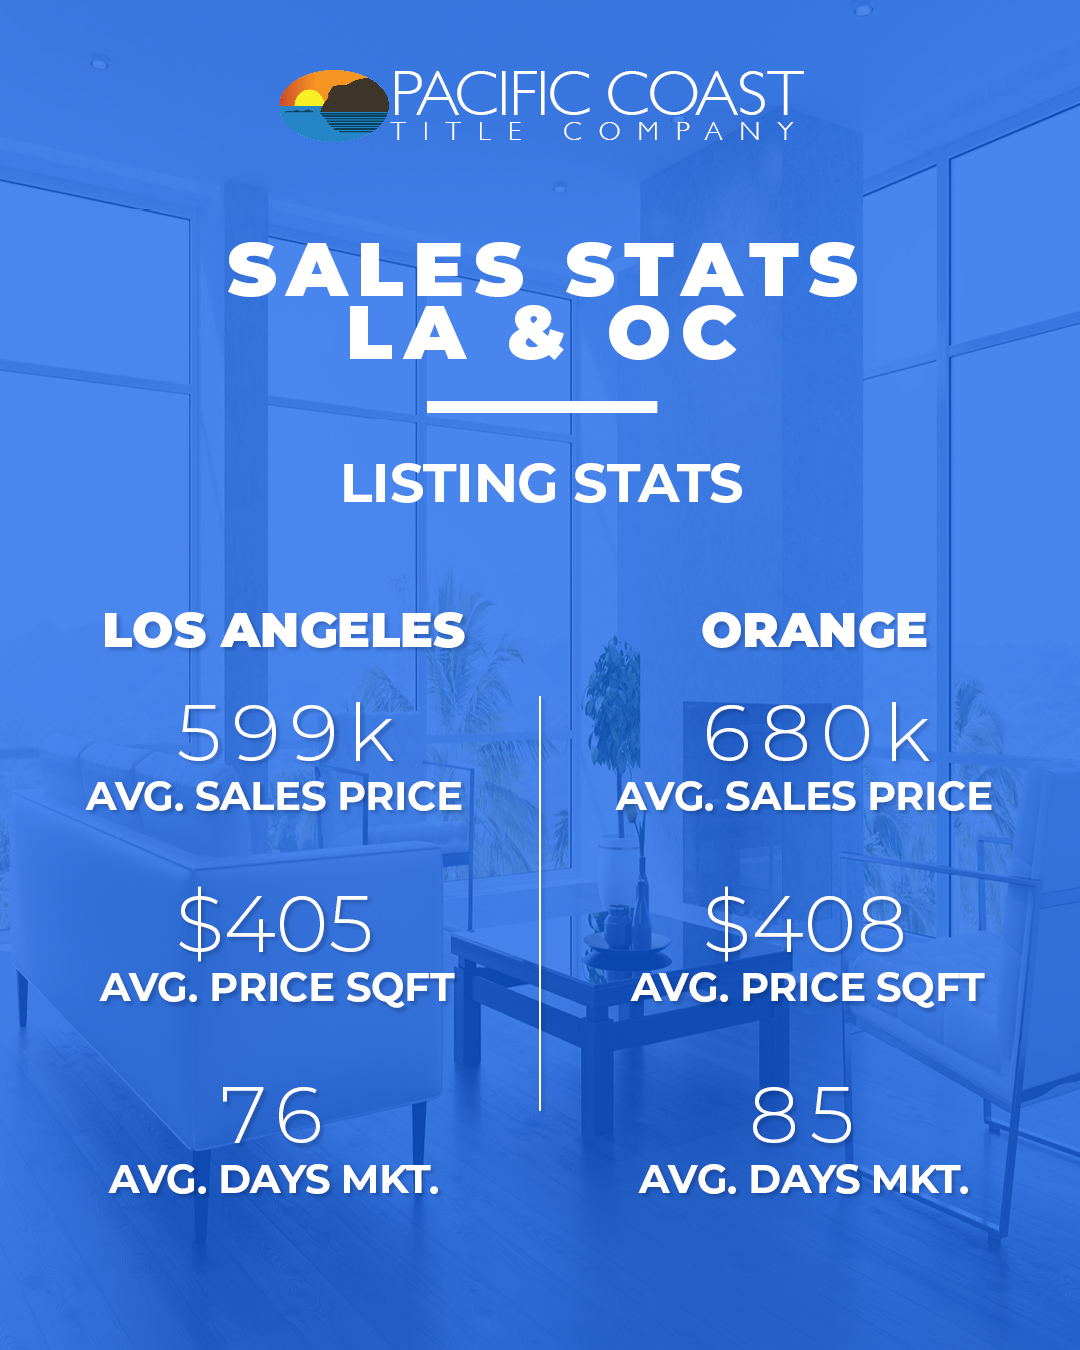 PACIFIC COAST
TITLE COMPANY
SALES STATS
LA & OC
LISTING STATS
LOS ANGELES
599k
AVG. SALES PRICE
$405
AVG. PRICE SQFT
76
AVG. DAYS MKT.
ORANGE
680k
AVG. SALES PRICE
$408
AVG. PRICE SQFT
85
AVG. DAYS MKT.